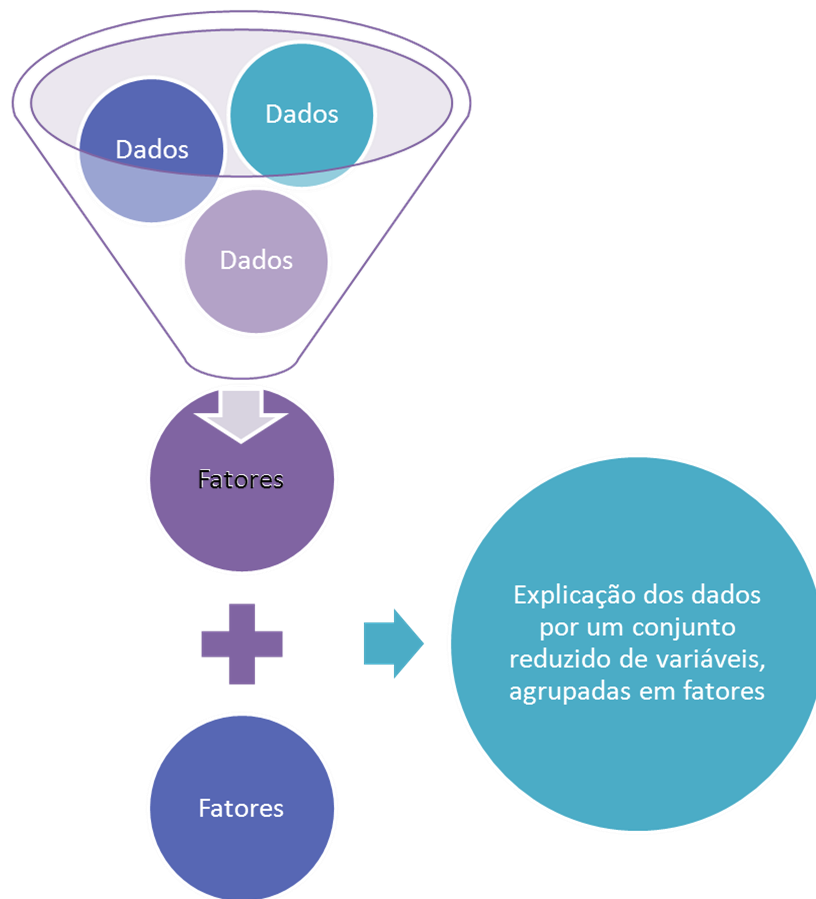 Dados
Dados
Dados
Fatores
Explicação dos dados
por um conjunto
reduzido de variáveis,
agrupadas em fatores
Fatores